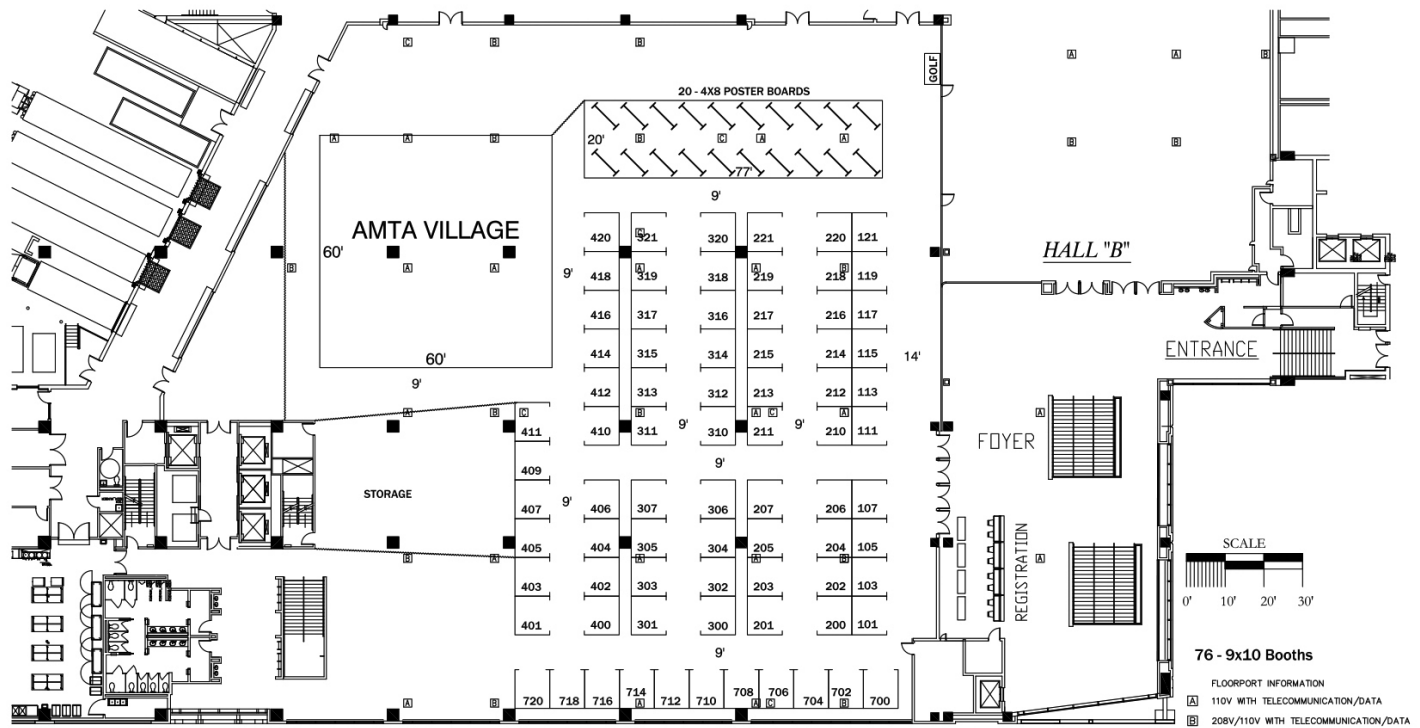 C
B
B
A
A
B
GOLF
20 - 4X8 POSTER BOARDS
20'
B
C
A
A
77'
A
A
B
B
B
9'
AMTA VILLAGE
60'
60'
9'
9'
B
A
A
420
C
321
320
221
220
121
418
A
319
318
A
219
218
B
119
416
317
316
217
216
117
414
315
314
215
214
115
14'
412
313
312
213
212
113
410
B
311
9'
310
A
C
211
9'
210
A
111
HALL "B"
ENTRANCE
FOYER
A
A
B
C
411
409
9'
9'
STORAGE
407
406
307
306
207
206
107
405
404
305
304
205
204
105
B
B
A
A
B
403
402
303
302
203
202
103
401
400
301
300
201
200
101
9'
REGISTRATION
A
SCALE
0'
10'
20'
30'
A
B
720
718
716
714
A
712
710
708
A
706
C
704
702
B
700
76 - 9x10 Booths
FLOORPORT INFORMATION
A 110V WITH TELECOMMUNICATION/DATA
B 208V/110V WITH TELECOMMUNICATION/DATA